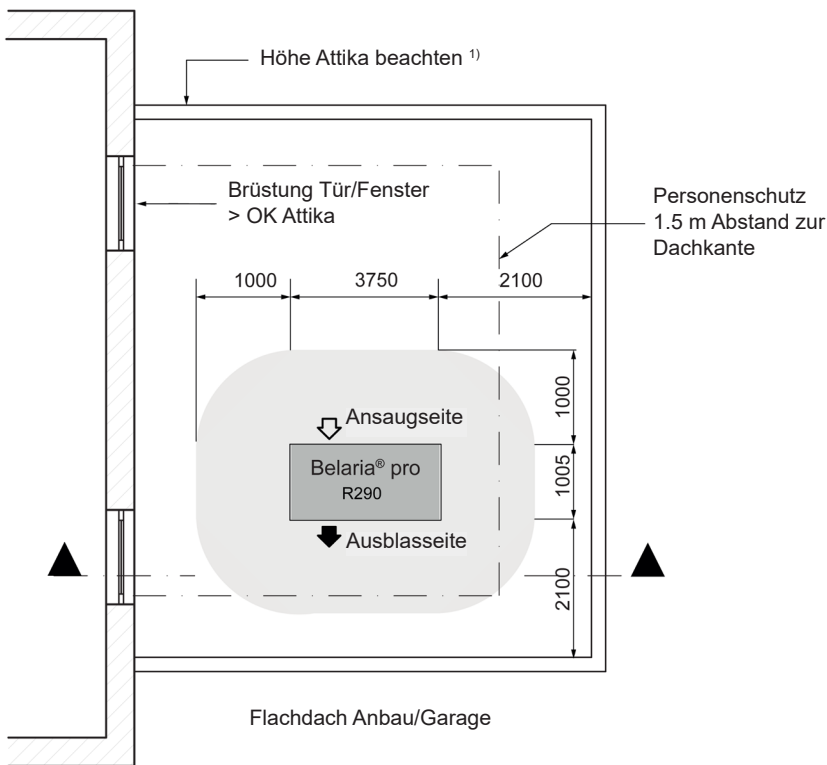 Höhe Attika beachten ¹⁾
Brüstung Tür/Fenster
> OK Attika
Personenschutz
1.5 m Abstand zur
Dachkante
1000
3750
2100
1000
Ansaugseite
Belaria® pro
R290
1005
Ausblasseite
2100
Flachdach Anbau/Garage